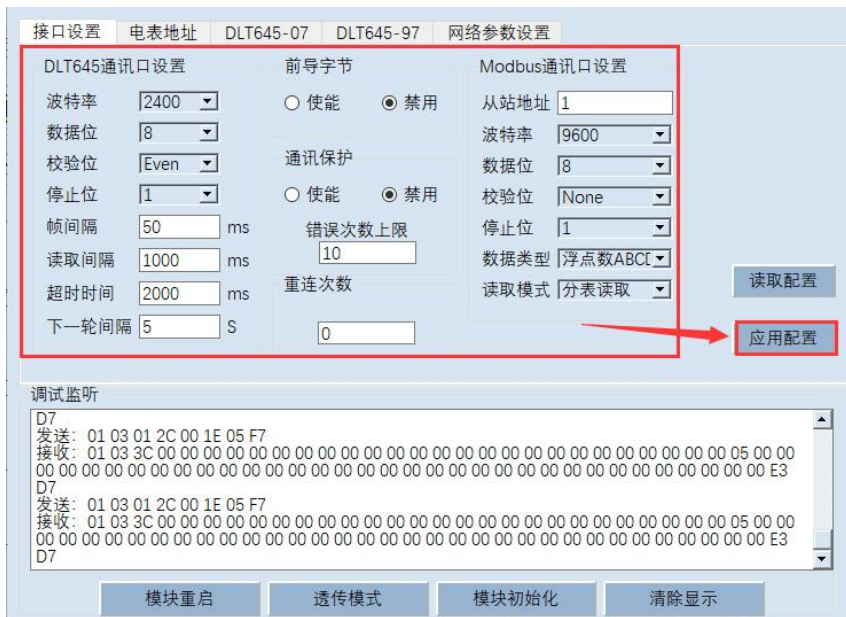 接口设置 电表地址 DLT645-07 DLT645-97 网络参数设置
DLT645通讯口设置
波特率 2400
数据位 8
校验位 Even
停止位 1
帧间隔 50 ms
读取间隔 1000 ms
超时时间 2000 ms
下一轮间隔 5 S
前导字节
使能 禁用
通讯保护
使能 禁用
错误次数上限
10
重连次数
0
Modbus通讯口设置
从站地址 1
波特率 9600
数据位 8
校验位 None
停止位 1
数据类型 浮点数ABCD
读取模式 分表读取
读取配置
应用配置
调试监听
D7
发送: 01 03 01 2C 00 1E 05 F7
接收: 01 03 3C 00 00 00 00 00 00 00 00 00 00 00 00 00 00 00 00 00 00 00 00 00 00 00 00 00 00 00 00 05 00 00
00 00 00 00 00 00 00 00 00 00 00 00 00 00 00 00 00 00 00 00 00 00 00 00 00 00 00 00 00 00 00 E3
D7
发送: 01 03 01 2C 00 1E 05 F7
接收: 01 03 3C 00 00 00 00 00 00 00 00 00 00 00 00 00 00 00 00 00 00 00 00 00 00 00 00 00 00 00 00 05 00 00
00 00 00 00 00 00 00 00 00 00 00 00 00 00 00 00 00 00 00 00 00 00 00 00 00 00 00 00 00 00 00 E3
D7
模块重启 透传模式 模块初始化 清除显示